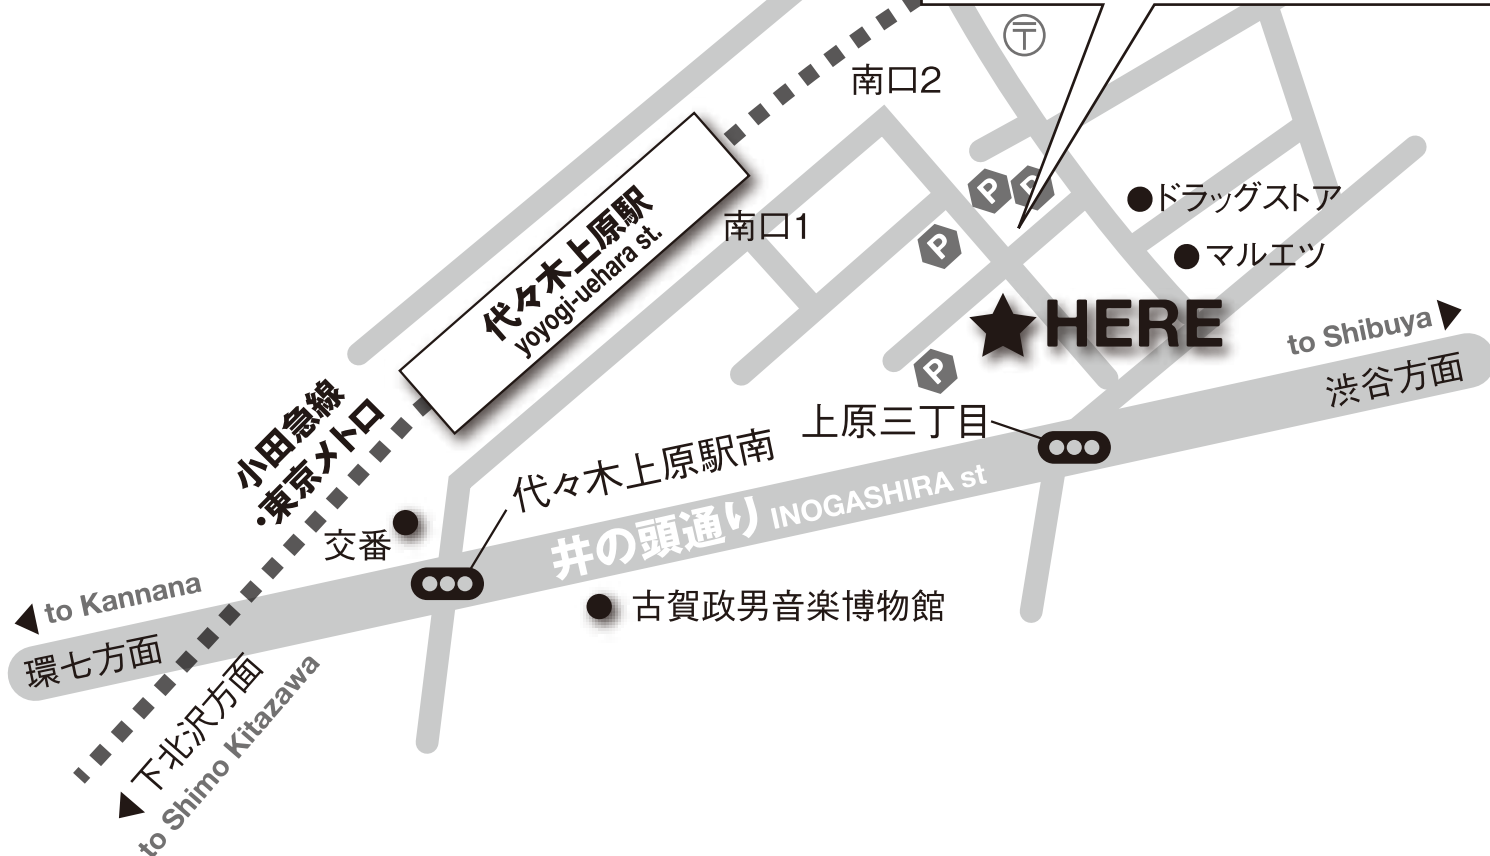 〒
南口2
P
P
ドラッグストア
南口1
P
マルエツ
代々木上原駅
yoyogi-uehara st.
HERE
to Shibuya
渋谷方面
P
上原三丁目
小田急線
・東京メトロ
代々木上原駅南
井の頭通り INOGASHIRA st
交番
古賀政男音楽博物館
to Kannana
環七方面
下北沢方面
to Shimo Kitazawa